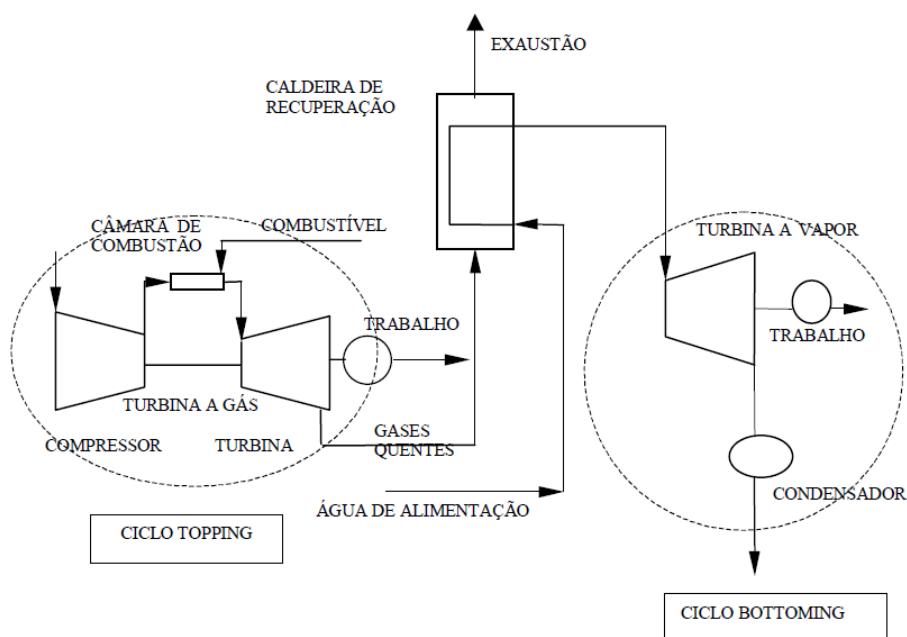 EXAUSTÃO
CALDEIRA DE
RECUPERAÇÃO
CÂMARA DE
COMBUSTÃO
COMBUSTÍVEL
TURBINA A VAPOR
TRABALHO
TRABALHO
TURBINA A GÁS
COMPRESSOR
TURBINA
GASES
QUENTES
ÁGUA DE ALIMENTAÇÃO
CONDENSADOR
CICLO TOPPING
CICLO BOTTOMING